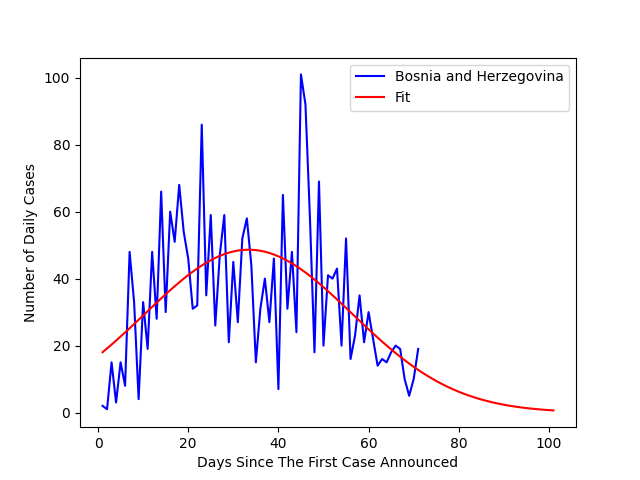 Bosnia and Herzegovina
Fit
100
80
60
40
20
0
Number of Daily Cases
0 20 40 60 80 100
Days Since The First Case Announced